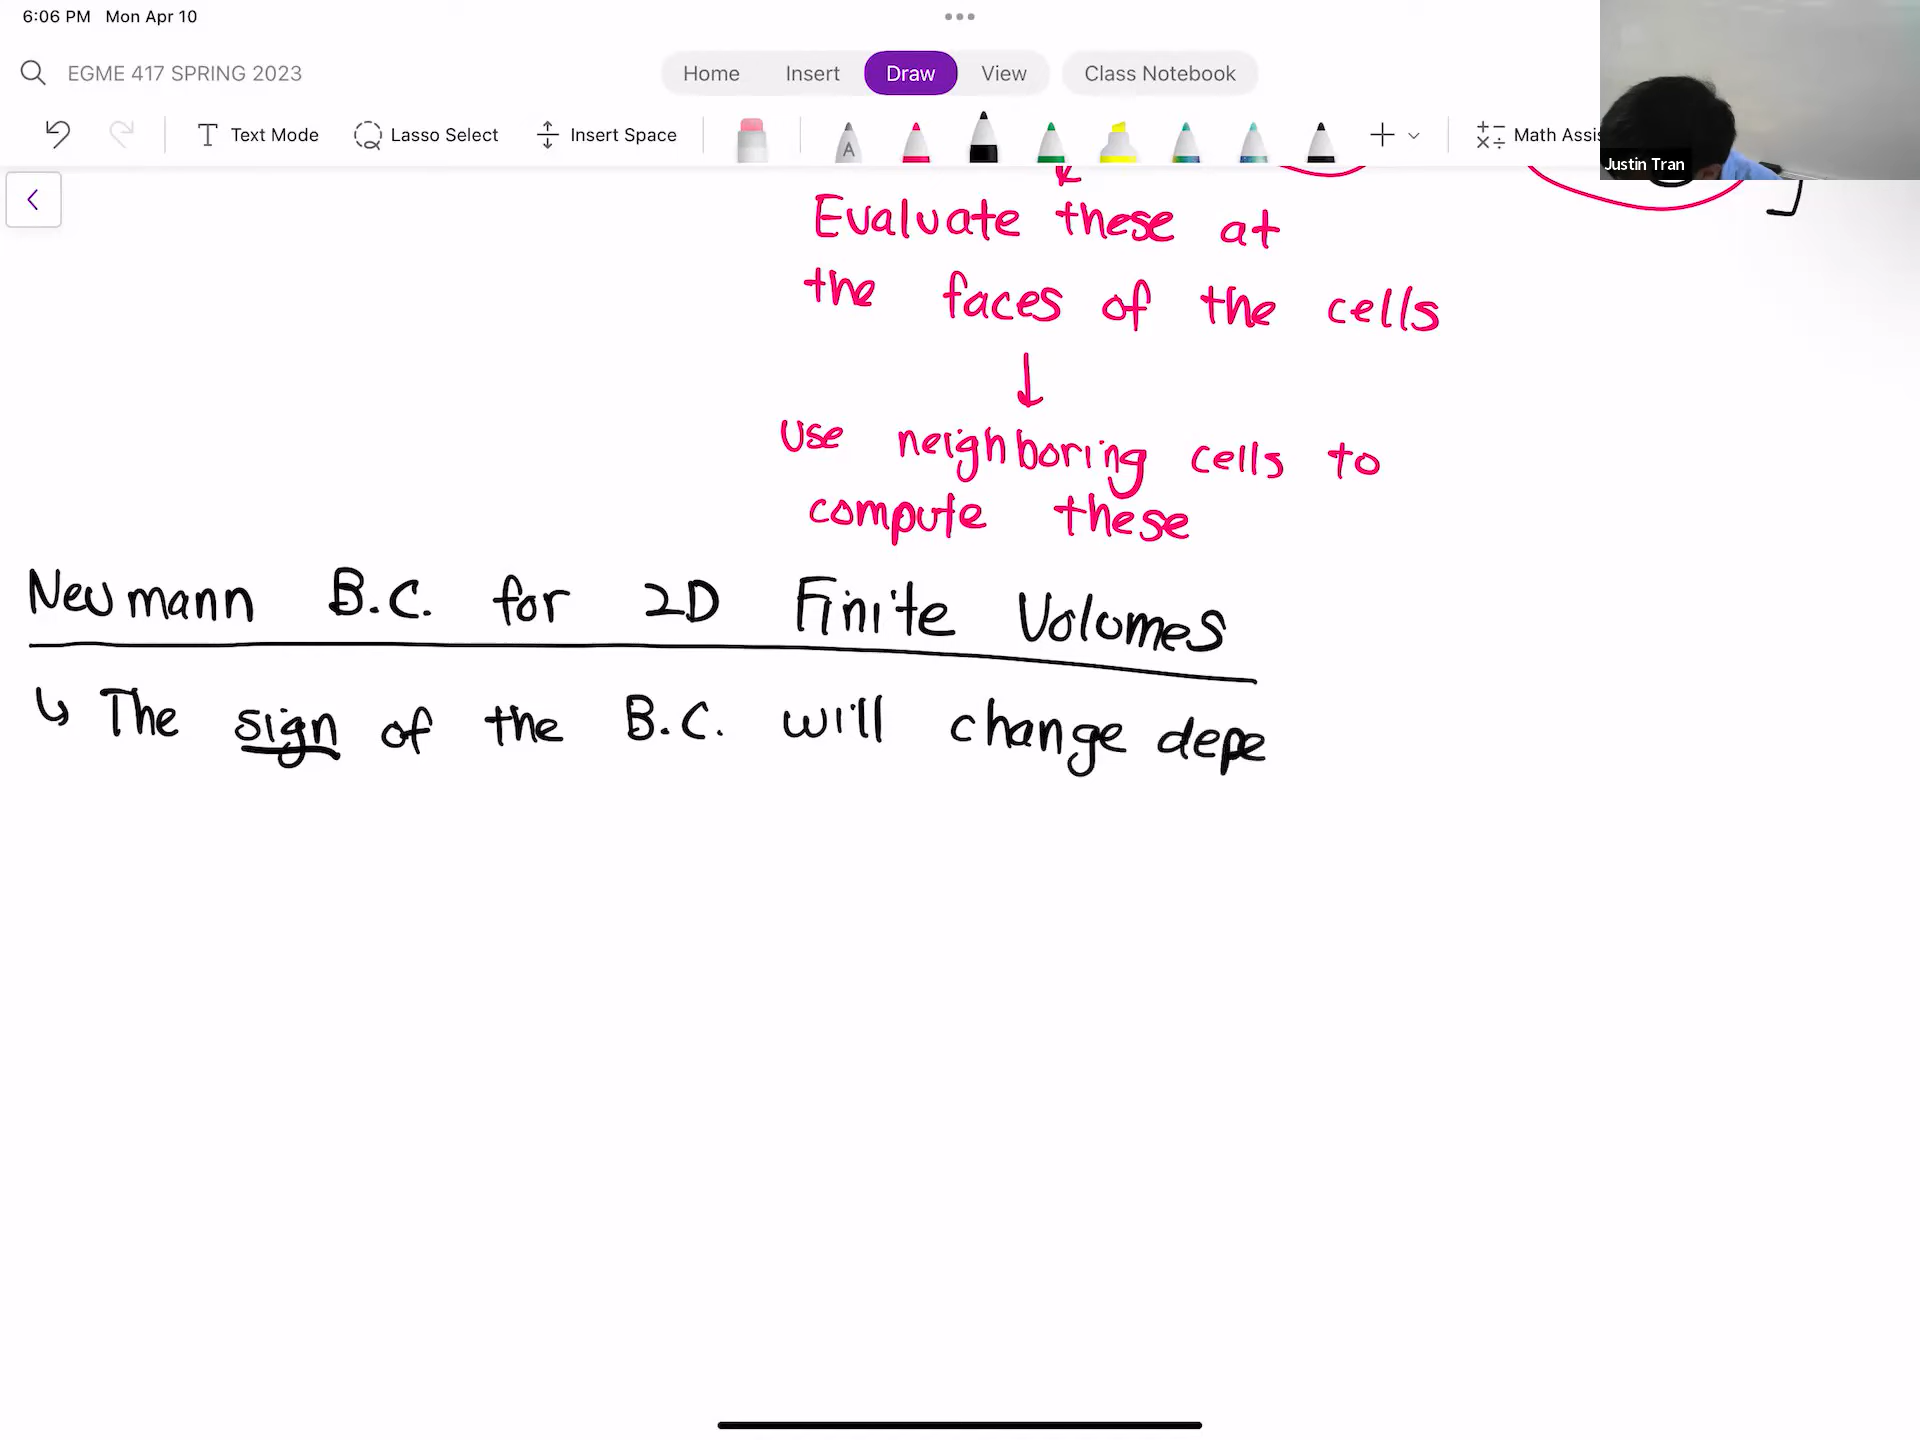 6:06 PM Mon Apr 10
EGME 417 SPRING 2023
Home Insert Draw View Class Notebook
Text Mode Lasso Select Insert Space Math Assis
Justin Tran
Evaluate these at
the faces of the cells
use neighboring cells to
compute these
Neumann B.C. for 2D Finite Volumes
The sign of the B.C. will change depe